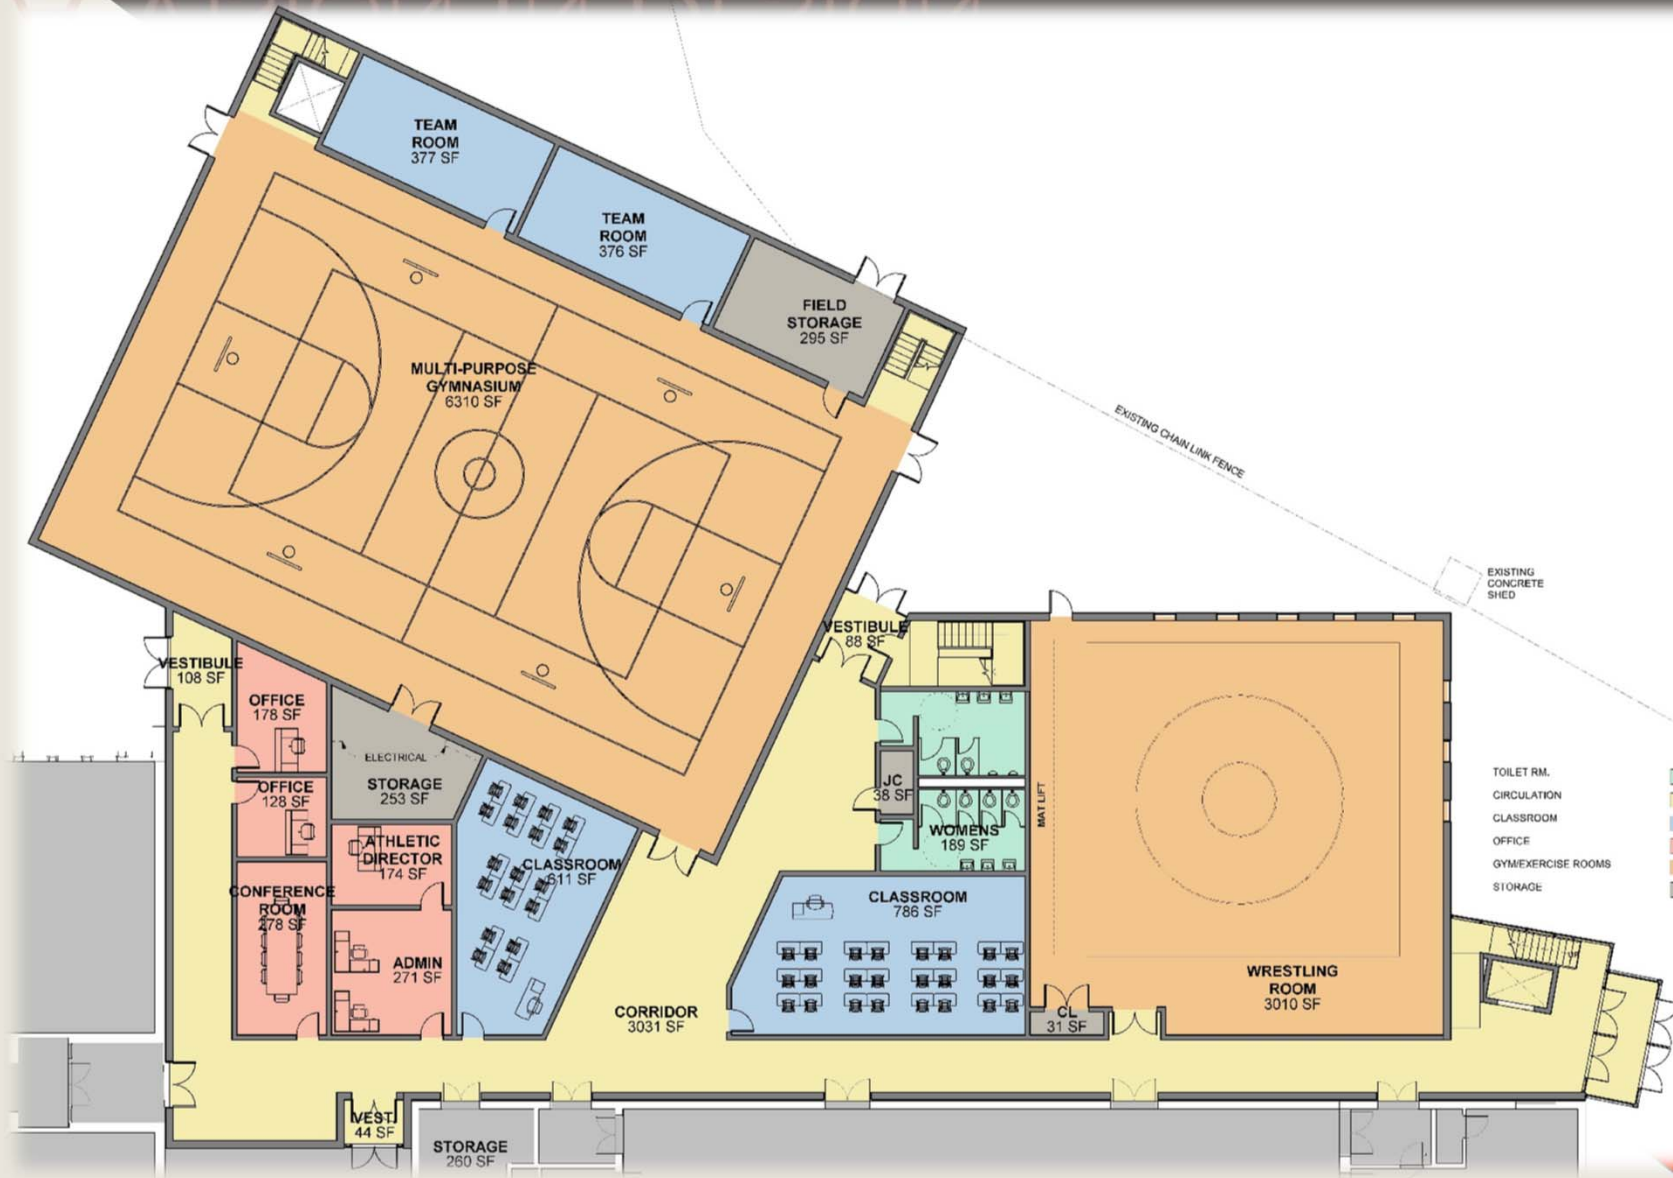 TEAM
ROOM
377 SF
TEAM
ROOM
376 SF
FIELD
STORAGE
295 SF
MULTI-PURPOSE
GYMNASIUM
6310 SF
EXISTING CHAIN LINK FENCE
EXISTING
CONCRETE
SHED
VESTIBULE
88 SF
VESTIBULE
108 SF
OFFICE
178 SF
ELECTRICAL
STORAGE
253 SF
OFFICE
128 SF
JC
38 SF
MAT LIFT
WOMENS
189 SF
ATHLETIC
DIRECTOR
174 SF
CLASSROOM
611 SF
CONFERENCE
ROOM
278 SF
CLASSROOM
786 SF
ADMIN
271 SF
WRESTLING
ROOM
3010 SF
CORRIDOR
3031 SF
CL
31 SF
VEST.
44 SF
STORAGE
260 SF
TOILET RM.
CIRCULATION
CLASSROOM
OFFICE
GYM/EXERCISE ROOMS
STORAGE